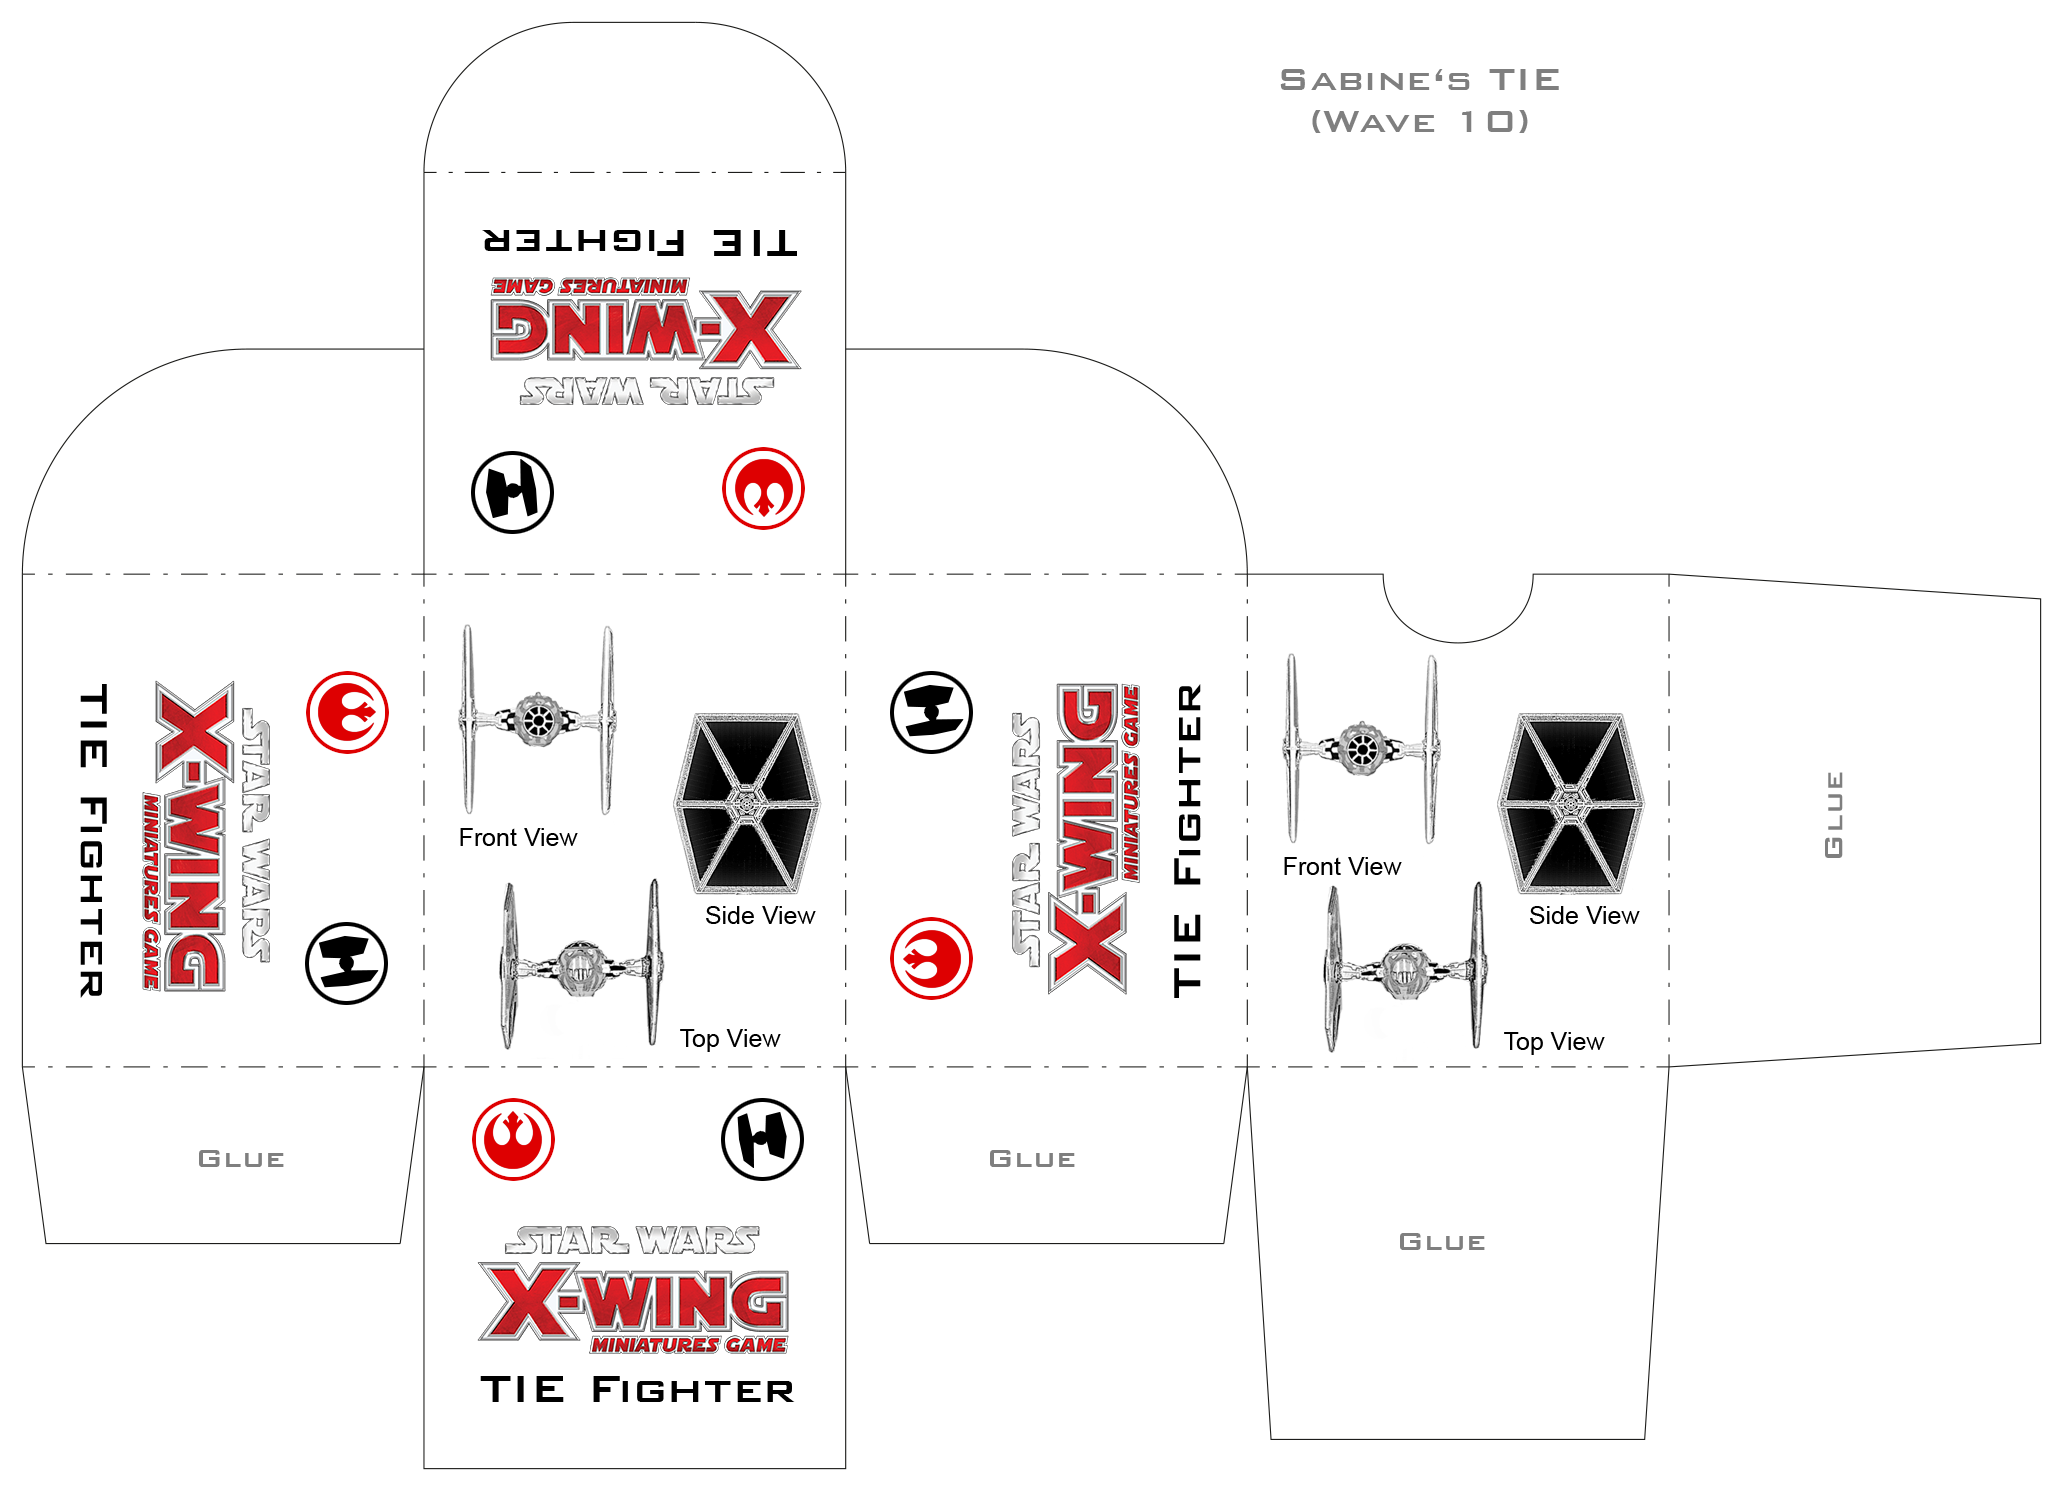 SABINE‘S TIE
(WAVE 10)
TIE FIGHTER
STAR WARS
X-WING
MINIATURES GAME
TIE FIGHTER
STAR WARS
X-WING
MINIATURES GAME
Front View
Side View
Top View
STAR WARS
X-WING
MINIATURES GAME
TIE FIGHTER
Front View
Side View
Top View
GLUE
GLUE
GLUE
GLUE
STAR WARS
X-WING
MINIATURES GAME
TIE FIGHTER